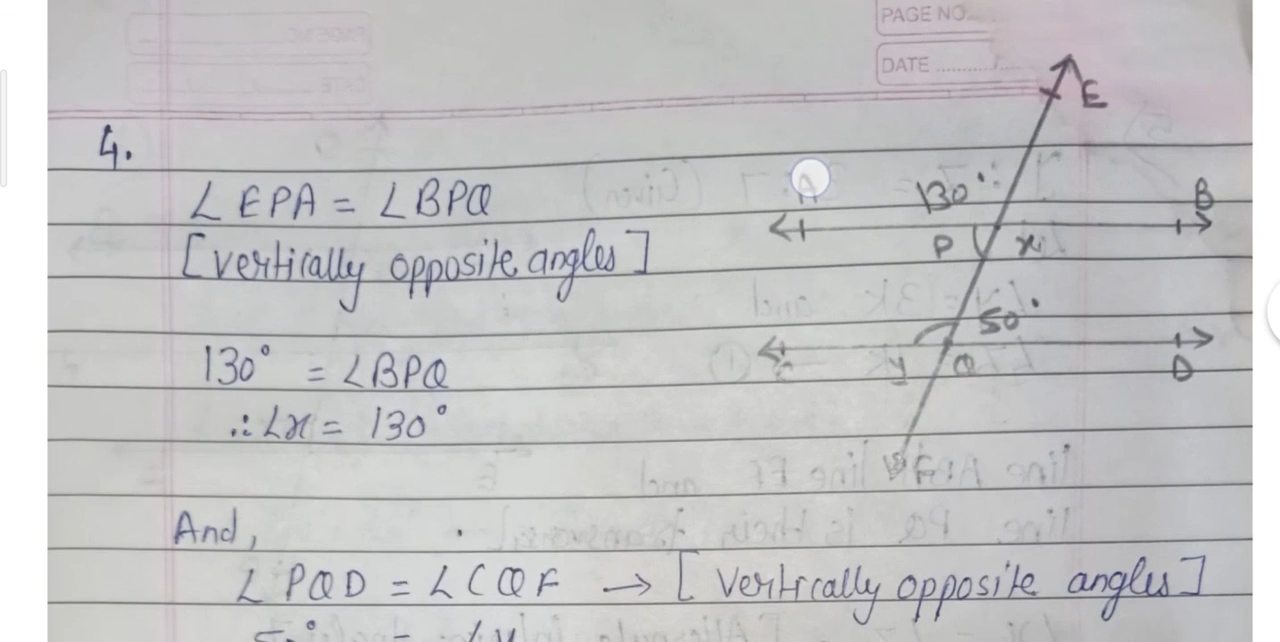 PAGE NO.
DATE
4.
E
∠EPA = ∠BPQ
130°
B
[vertically opposite angles]
P
x
50°
130° = ∠BPQ
y
Q
D
∴ ∠x = 130°
And,
∠PQD = ∠CQF → [vertically opposite angles]